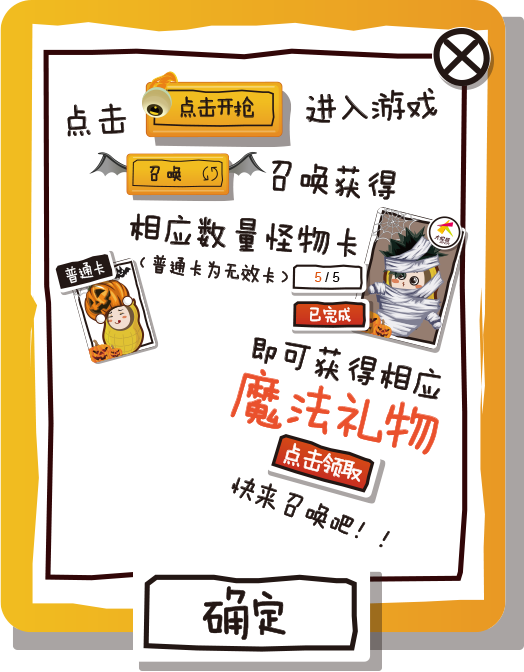 点击 点击开抢 进入游戏
召唤 召唤获得
相应数量怪物卡
(普通卡为无效卡)
普通卡
5/5
已完成
即可获得相应
魔法礼物
点击领取
快来召唤吧！！
确定